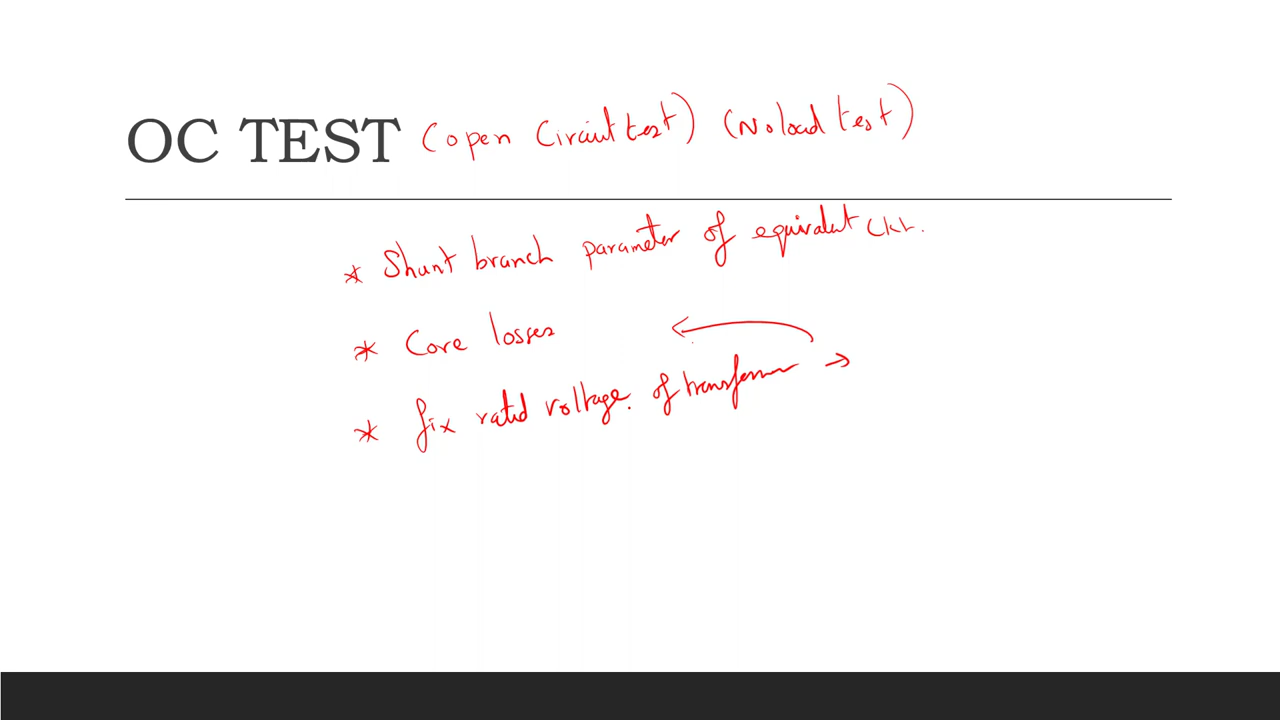 OC TEST (open Circuit test) (No load test)
* Shunt branch parameter of equivalent Ckt.
* Core losses
* fix rated voltage. of transformer →